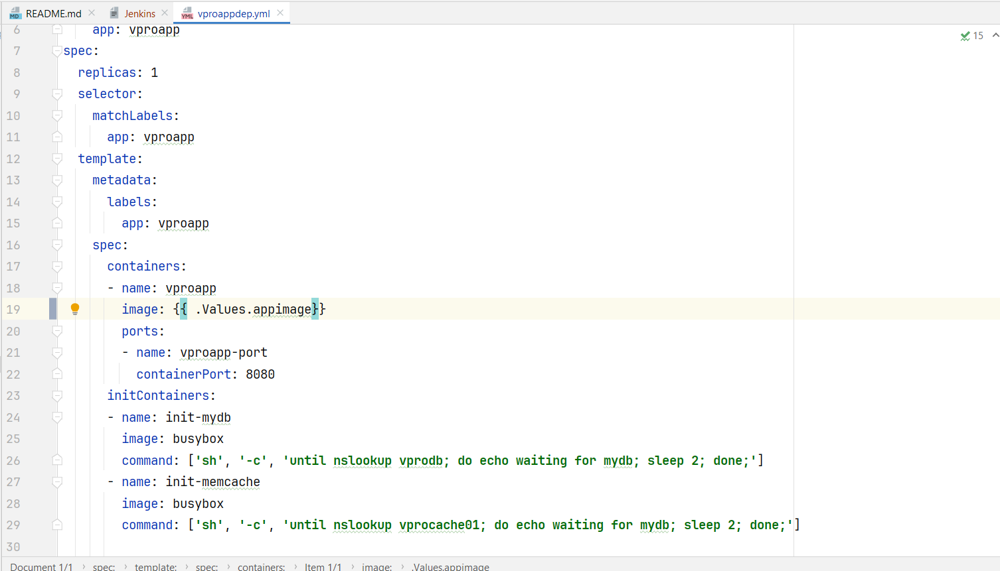 README.md Jenkins vproappdep.yml
6 app: vproapp
15
7 spec:
8 replicas: 1
9 selector:
10 matchLabels:
11 app: vproapp
12 template:
13 metadata:
14 labels:
15 app: vproapp
16 spec:
17 containers:
18 - name: vproapp
19 image: {{ .Values.appimage}}
20 ports:
21 - name: vproapp-port
22 containerPort: 8080
23 initContainers:
24 - name: init-mydb
25 image: busybox
26 command: ['sh', '-c', 'until nslookup vprodb; do echo waiting for mydb; sleep 2; done;']
27 - name: init-memcache
28 image: busybox
29 command: ['sh', '-c', 'until nslookup vprocache01; do echo waiting for mydb; sleep 2; done;']
30
Document 1/1 › spec: › template: › spec: › containers: › Item 1/1 › image: › .Values.appimage